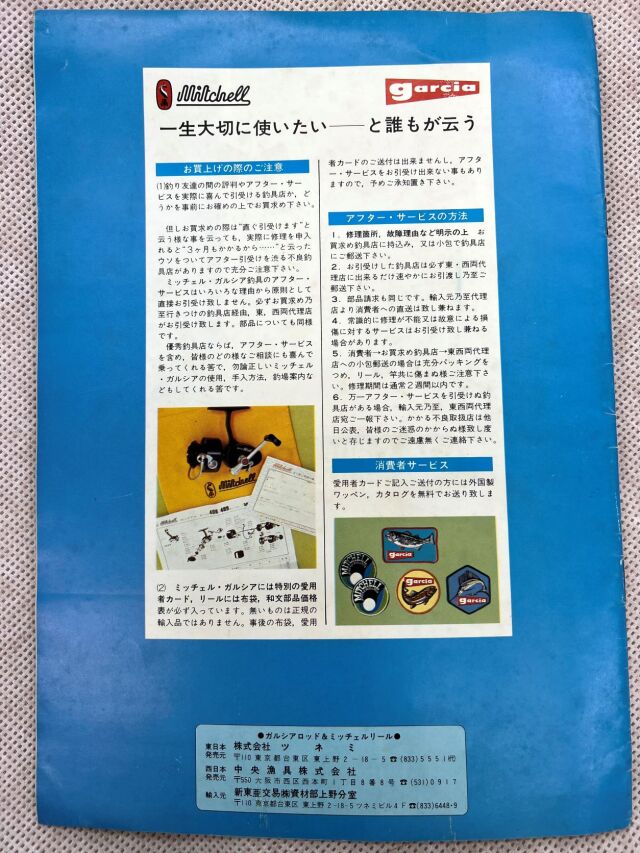 Mitchell
garcia
一生大切に使いたい——と誰もが云う
お買上げの際のご注意
(1)釣り友達の間の評判やアフター・サー
ビスを実際に喜んで引受ける釣具店か、ど
うかを事前にお確めの上でお買求め下さい。
但しお買求めの際は"直ぐ引受けます"と
云う様な事を云っても、実際に修理を申入
れると"3ヶ月もかかるから……"と云った
ウソをついてアフター引受けを渋る不良釣
具店がありますので充分ご注意下さい。
ミッチェル・ガルシア釣具のアフター・
サービスはいろいろな理由から原則として
直接お引受け致しません。必ずお買求め乃
至行きつけの釣具店経由、東、西両代理店
がお引受け致します。部品についても同様
です。
優秀釣具店ならば、アフター・サービス
を含め、皆様のどの様なご相談にも喜んで
乗ってくれる筈で、勿論正しいミッチェル
・ガルシアの使用、手入方法、釣場案内な
どもしてくれる筈です。
Mitchell
408 409
(2) ミッチェル・ガルシアには特別の愛用
者カード、リールには布袋、和文部品価格
表が必ず入っています。無いものは正規の
輸入品ではありません。事後の布袋、愛用
者カードのご送付は出来ませんし、アフタ
ー・サービスをお引受け出来ない事もあり
ますので、予めご承知置き下さい。
アフター・サービスの方法
1．修理箇所、故障理由など明示の上 お
買求め釣具店に持込み、又は小包で釣具店
にご郵送下さい。
2．お引受けした釣具店は必ず東・西両代
理店に出来るだけ速やかにお引渡し乃至ご
郵送下さい。
3．部品請求も同じです。輸入元乃至代理
店より消費者への直送は致し兼ねます。
4．常識的に修理が不能又は故意による損
傷に対するサービスはお引受け致し兼ねる
場合があります。
5．消費者→お買求め釣具店→東西両代理
店への小包郵送の場合は充分パッキングを
つめ、リール、竿共に傷まぬ様ご注意下さ
い。修理期間は通常2週間以内です。
6．万一アフター・サービスを引受けぬ釣
具店がある場合、輸入元乃至、東西両代理
店宛ご一報下さい。かかる不良取扱店は他
日公表、皆様のご迷惑のかからぬ様致し度
いと存じますのでご遠慮無くご連絡下さい。
消費者サービス
愛用者カードご記入ご送付の方には外国製
ワッペン，カタログを無料でお送り致しま
す。
garcia
MITCHELL
MITCHELL
garcia
garcia
●ガルシアロッド＆ミッチェルリール●
東日本発売元 株式会社 ツネミ
〒110 東京都台東区東上野2-18-5 ☎(833)5551㈹
西日本発売元 中央漁具株式会社
〒550 大阪市西区西本町1丁目8番8号 ☎(531)0917
輸入元 新東亜交易㈱資材部上野分室
〒110 東京都台東区東上野2-18-5ツネミビル4F ☎(833)6448・9